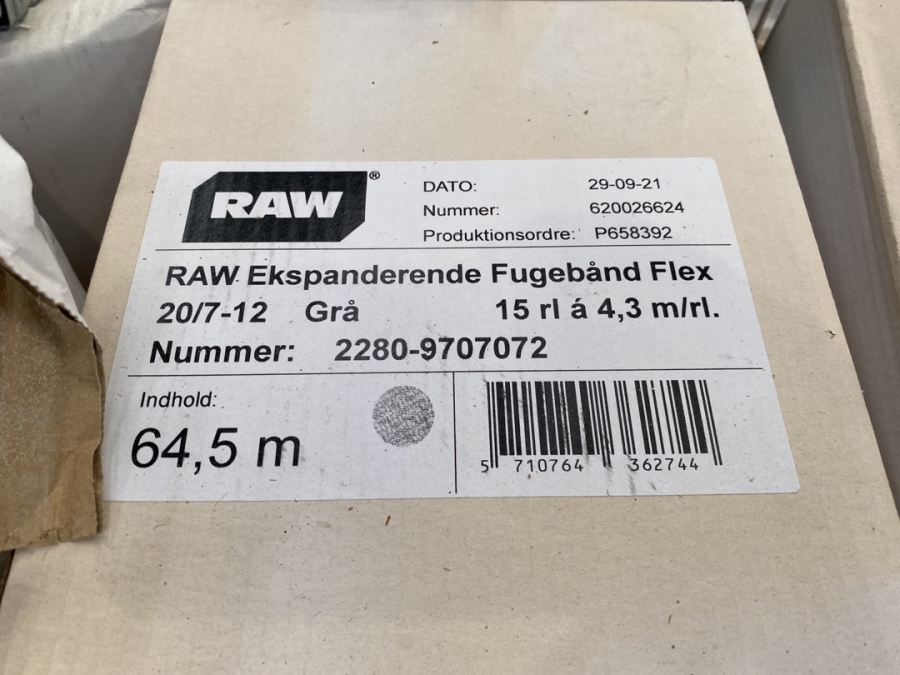 RAW®
DATO: 29-09-21
Nummer: 620026624
Produktionsordre: P658392
RAW Ekspanderende Fugebånd Flex
20/7-12 Grå 15 rl á 4,3 m/rl.
Nummer: 2280-9707072
Indhold:
64,5 m
5 710764 362744